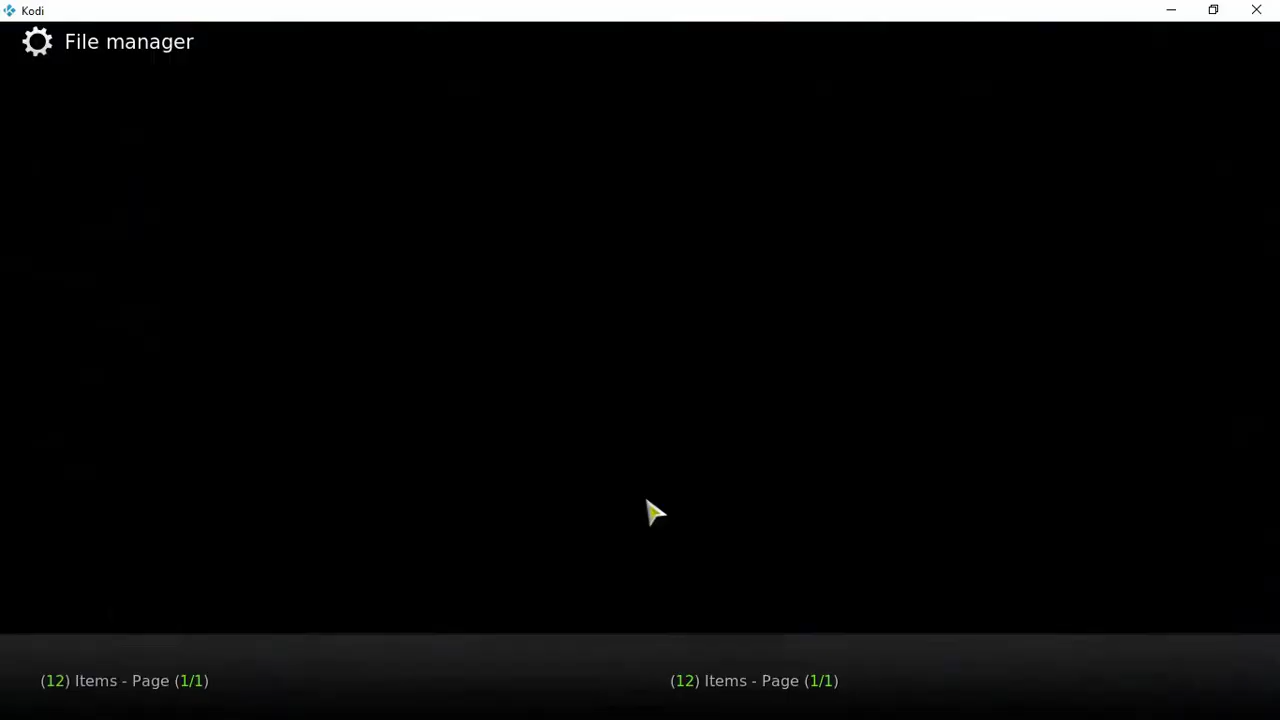 Kodi
File manager
(12) Items - Page (1/1)
(12) Items - Page (1/1)